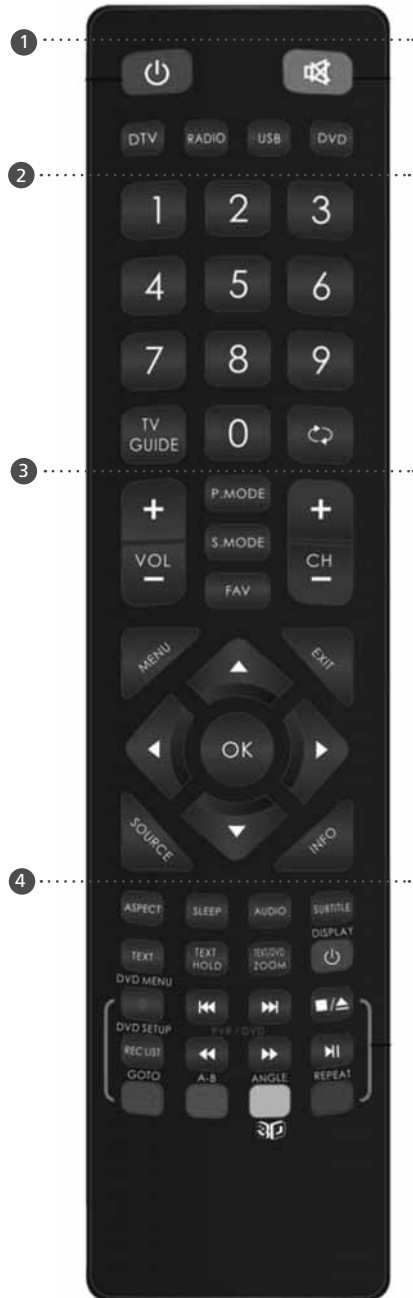 1
DTV RADIO USB DVD
2
1 2 3
4 5 6
7 8 9
TV
GUIDE 0
3
+ P.MODE +
S.MODE
VOL CH
− FAV −
MENU EXIT
OK
SOURCE INFO
4
ASPECT SLEEP AUDIO SUBTITLE
DISPLAY
TEXT TEXT
HOLD TEXT/DVD
ZOOM
DVD MENU
DVD SETUP PVR / DVD
REC LIST
GOTO A-B ANGLE REPEAT
3D